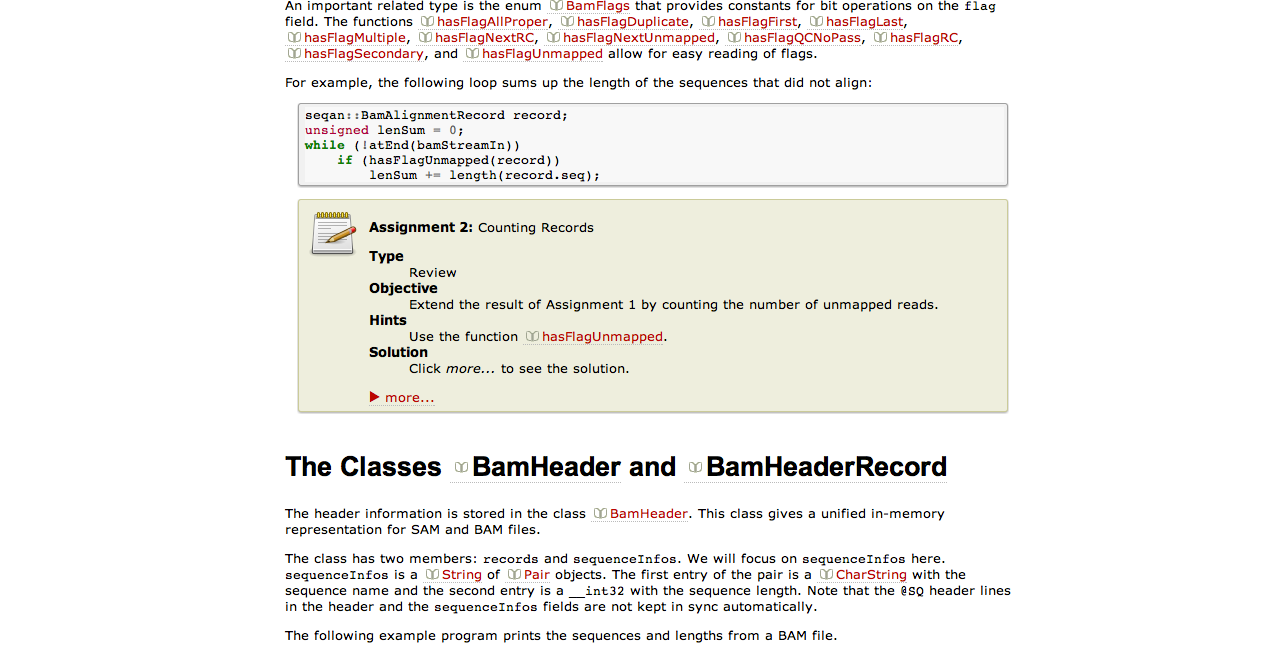 An important related type is the enum BamFlags that provides constants for bit operations on the flag
field. The functions hasFlagAllProper, hasFlagDuplicate, hasFlagFirst, hasFlagLast,
hasFlagMultiple, hasFlagNextRC, hasFlagNextUnmapped, hasFlagQCNoPass, hasFlagRC,
hasFlagSecondary, and hasFlagUnmapped allow for easy reading of flags.
For example, the following loop sums up the length of the sequences that did not align:
seqan::BamAlignmentRecord record;
unsigned lenSum = 0;
while (!atEnd(bamStreamIn))
    if (hasFlagUnmapped(record))
        lenSum += length(record.seq);
Assignment 2: Counting Records
Type
Review
Objective
Extend the result of Assignment 1 by counting the number of unmapped reads.
Hints
Use the function hasFlagUnmapped.
Solution
Click more... to see the solution.
more...
The Classes BamHeader and BamHeaderRecord
The header information is stored in the class BamHeader. This class gives a unified in-memory
representation for SAM and BAM files.
The class has two members: records and sequenceInfos. We will focus on sequenceInfos here.
sequenceInfos is a String of Pair objects. The first entry of the pair is a CharString with the
sequence name and the second entry is a __int32 with the sequence length. Note that the @SQ header lines
in the header and the sequenceInfos fields are not kept in sync automatically.
The following example program prints the sequences and lengths from a BAM file.